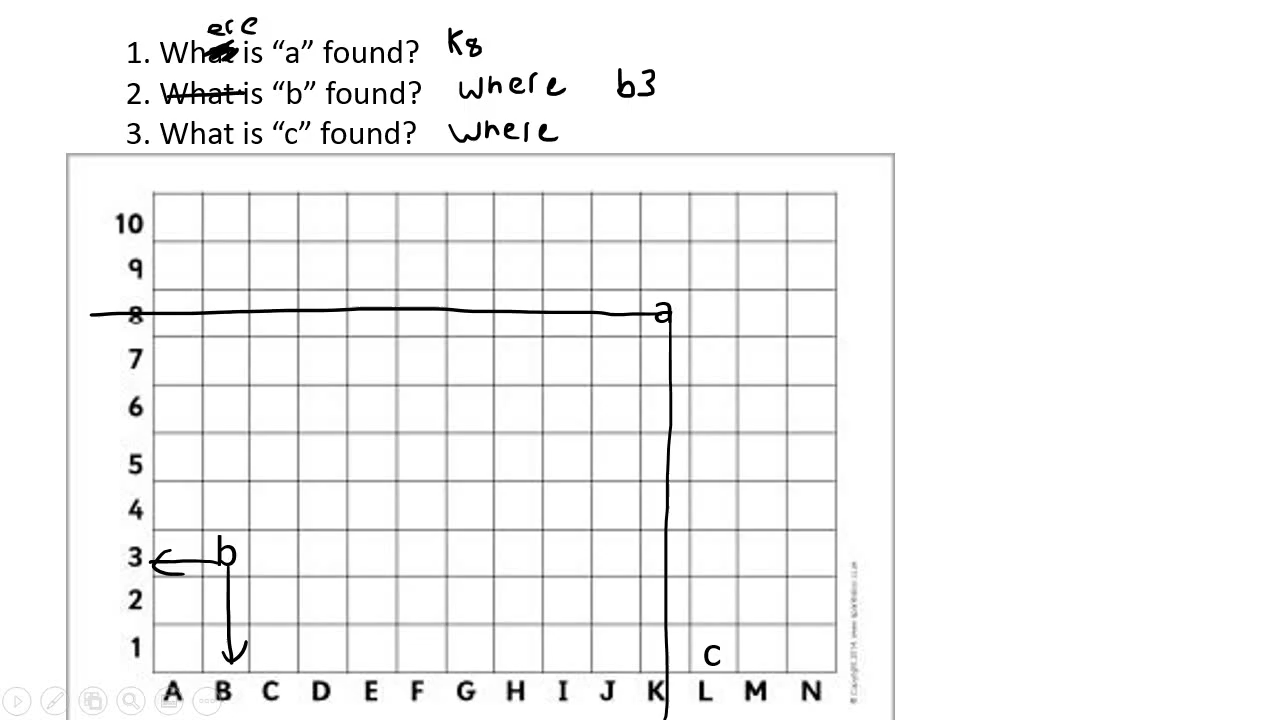 ere
1. What is “a” found? K8
2. What is “b” found? where b3
3. What is “c” found? where
10
9
8 a
7
6
5
4
3 b
2
1 c
A B C D E F G H I J K L M N